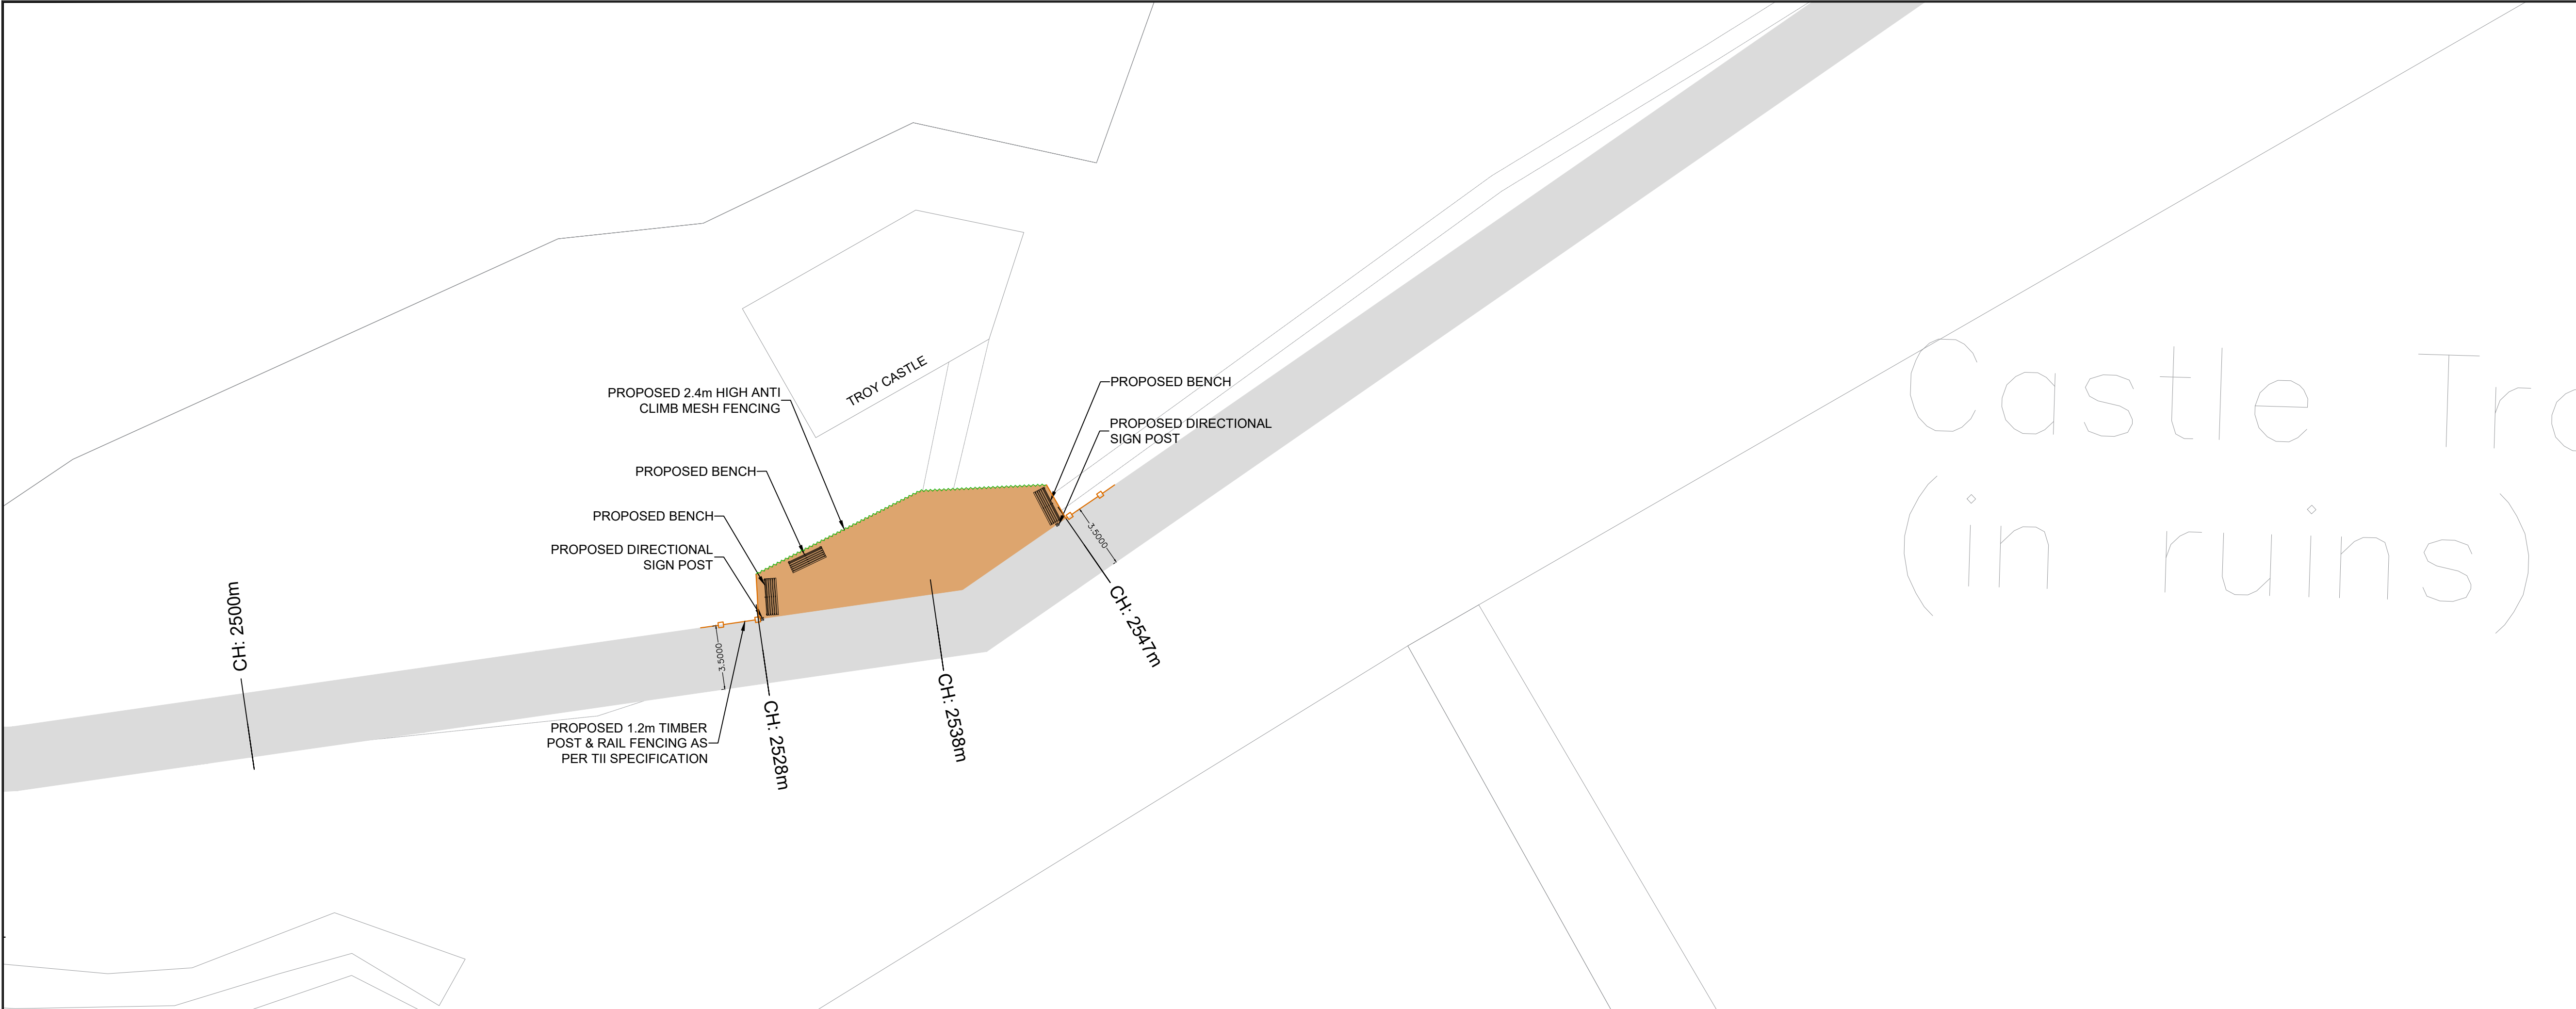 TROY CASTLE
PROPOSED 2.4m HIGH ANTI
CLIMB MESH FENCING
PROPOSED BENCH
PROPOSED DIRECTIONAL
SIGN POST
PROPOSED BENCH
PROPOSED BENCH
PROPOSED DIRECTIONAL
SIGN POST
3.5000
3.5000
CH: 2500m
CH: 2528m
CH: 2538m
CH: 2547m
PROPOSED 1.2m TIMBER
POST & RAIL FENCING AS
PER TII SPECIFICATION
Castle Tro
(in ruins)